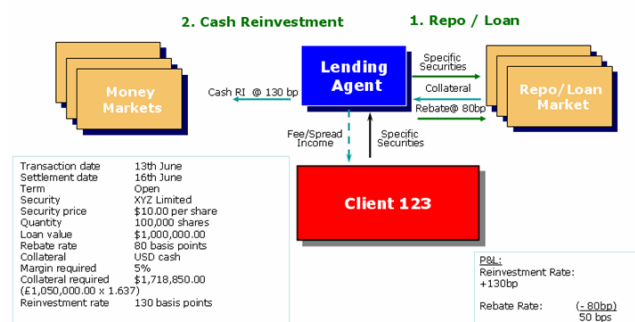 2. Cash Reinvestment
1. Repo / Loan
Money
Markets
Cash RI @ 130 bp
Lending
Agent
Specific
Securities
Collateral
Rebate@ 80bp
Repo/Loan
Market
Fee/Spread
Income
Specific
Securities
Client 123
Transaction date 13th June
Settlement date 16th June
Term Open
Security XYZ Limited
Security price $10.00 per share
Quantity 100,000 shares
Loan value $1,000,000.00
Rebate rate 80 basis points
Collateral USD cash
Margin required 5%
Collateral required $1,718,850.00
(£1,050,000.00 x 1.637)
Reinvestment rate 130 basis points
P&L:
Reinvestment Rate:
+130bp
Rebate Rate: (- 80bp)
50 bps